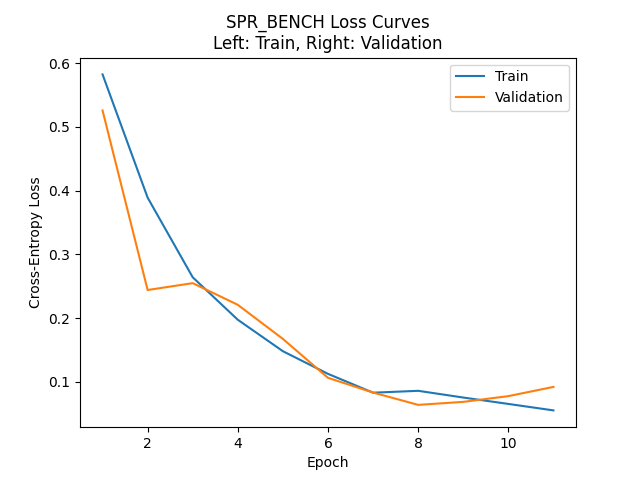 SPR_BENCH Loss Curves
Left: Train, Right: Validation
Train
Validation
0.6
0.5
0.4
0.3
0.2
0.1
Cross-Entropy Loss
2
4
6
8
10
Epoch